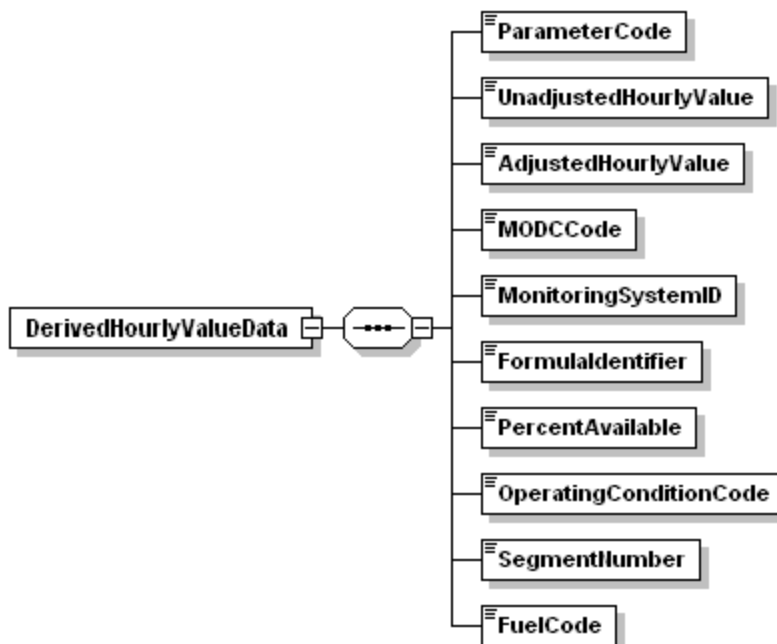 ParameterCode
UnadjustedHourlyValue
AdjustedHourlyValue
MODCCode
MonitoringSystemID
DerivedHourlyValueData
FormulaIdentifier
PercentAvailable
OperatingConditionCode
SegmentNumber
FuelCode